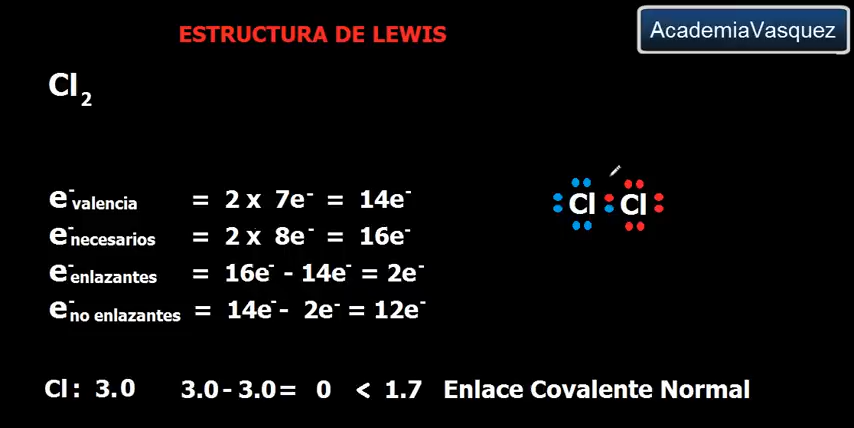 ESTRUCTURA DE LEWIS
AcademiaVasquez
Cl₂
e⁻ valencia = 2 x 7e⁻ = 14e⁻
e⁻ necesarios = 2 x 8e⁻ = 16e⁻
e⁻ enlazantes = 16e⁻ - 14e⁻ = 2e⁻
e⁻ no enlazantes = 14e⁻ - 2e⁻ = 12e⁻
Cl Cl
Cl: 3.0 3.0 - 3.0 = 0 < 1.7 Enlace Covalente Normal